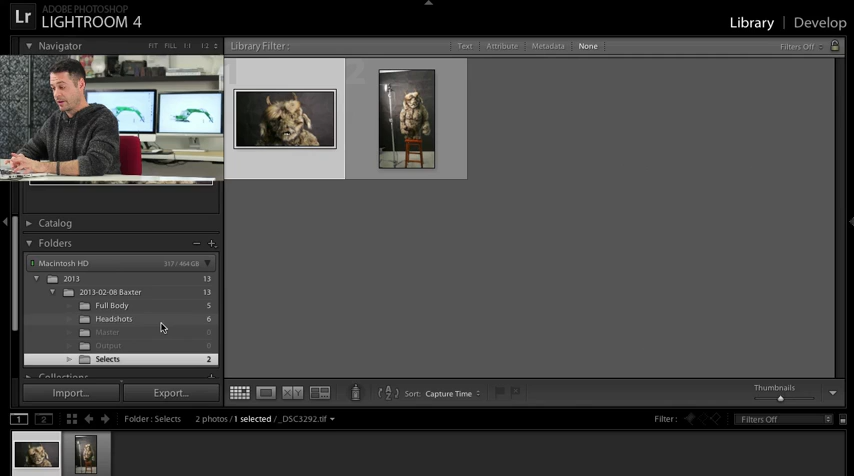 Lr ADOBE PHOTOSHOP
LIGHTROOM 4
Library Develop
Navigator FIT FILL 1:1 1:2
Library Filter : Text Attribute Metadata None Filters Off
1 2
Catalog
Folders
Macintosh HD 317 / 464 GB
2013 13
2013-02-08 Baxter 13
Full Body 5
Headshots 6
Master 0
Output 0
Selects 2
Collections
Import... Export... X Y A Z Sort: Capture Time Thumbnails
1 2 Folder : Selects 2 photos / 1 selected / _DSC3292.tif Filter : Filters Off